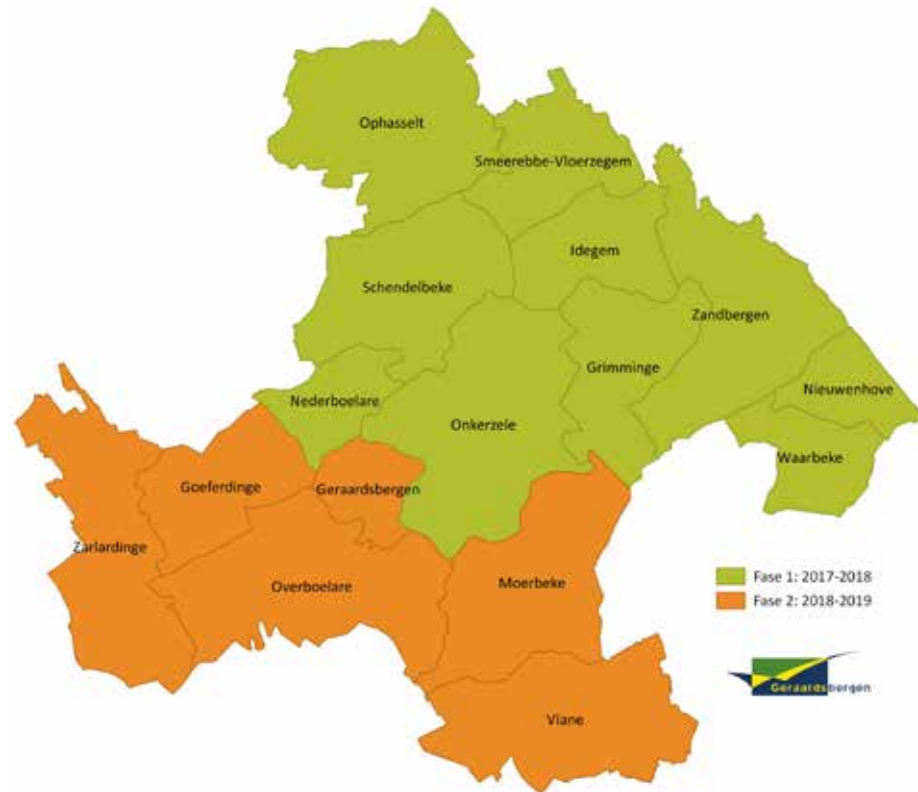 Ophasselt
Smeerebbe-Vloerzegem
Idegem
Schendelbeke
Zandbergen
Grimminge
Nieuwenhove
Nederboelare
Onkerzele
Waarbeke
Goeferdinge
Geraardsbergen
Zarlardinge
Overboelare
Moerbeke
Viane
Fase 1: 2017-2018
Fase 2: 2018-2019
Geraardsbergen